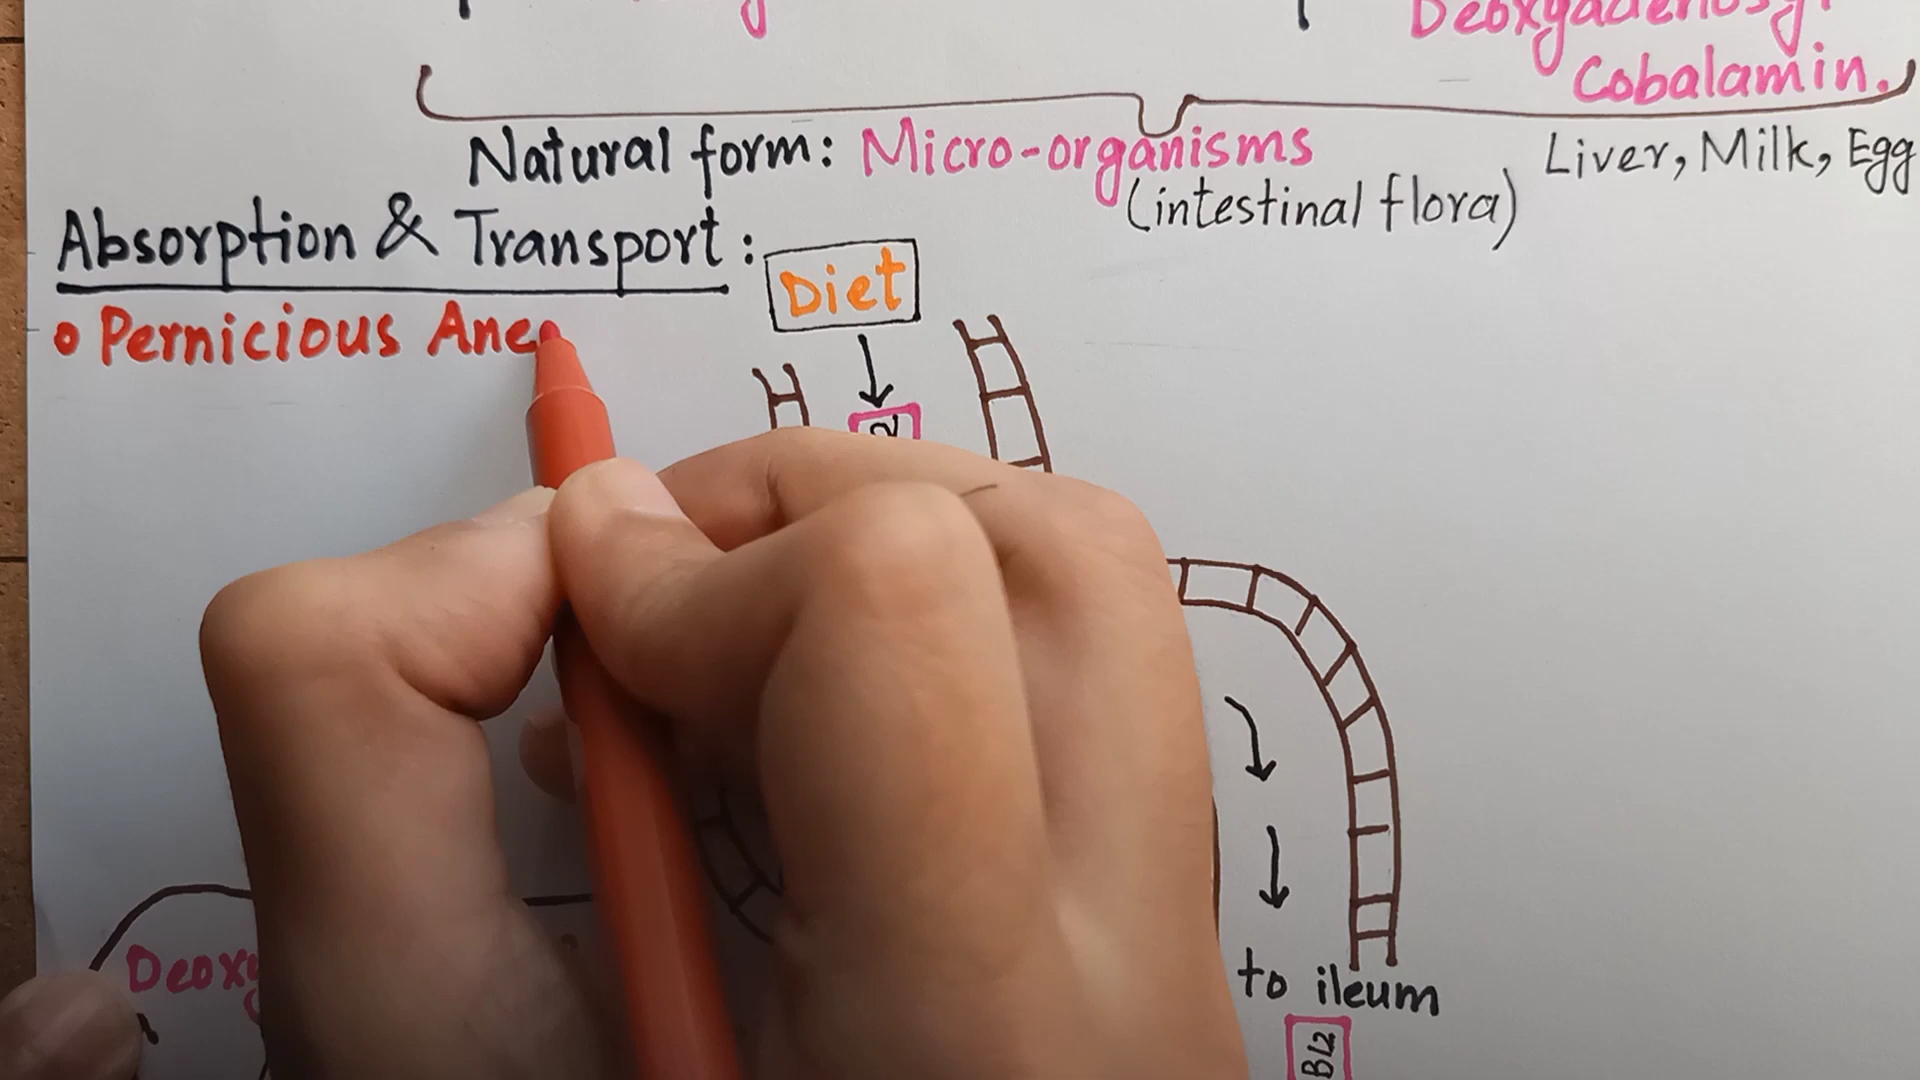 Cobalamin.
Natural form: Micro-organisms
Liver, Milk, Egg
(intestinal flora)
Absorption & Transport:
Diet
• Pernicious Ane
to ileum
B12